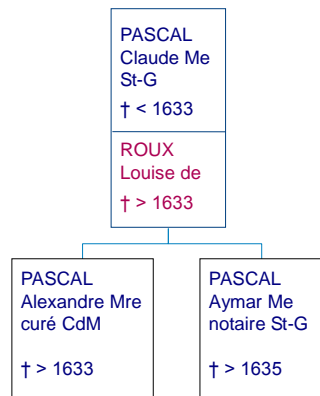 PASCAL
Claude Me
St-G
† < 1633
ROUX
Louise de
† > 1633
PASCAL
Alexandre Mre
curé CdM
† > 1633
PASCAL
Aymar Me
notaire St-G
† > 1635